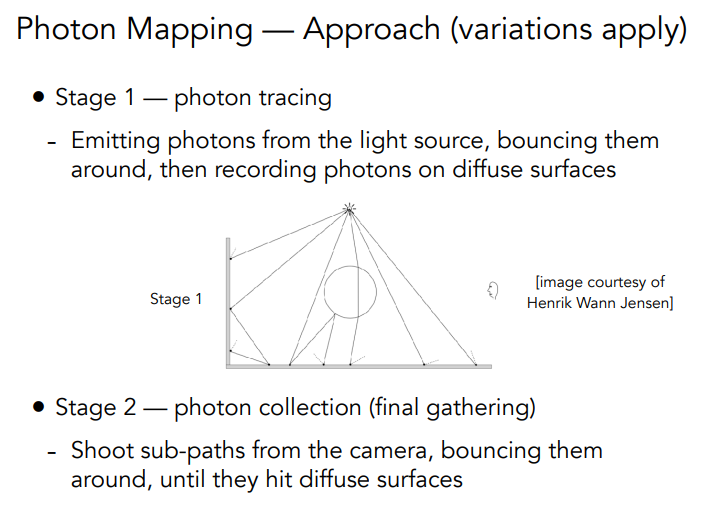 Photon Mapping — Approach (variations apply)
● Stage 1 — photon tracing
- Emitting photons from the light source, bouncing them
around, then recording photons on diffuse surfaces
Stage 1
[image courtesy of
Henrik Wann Jensen]
● Stage 2 — photon collection (final gathering)
- Shoot sub-paths from the camera, bouncing them
around, until they hit diffuse surfaces